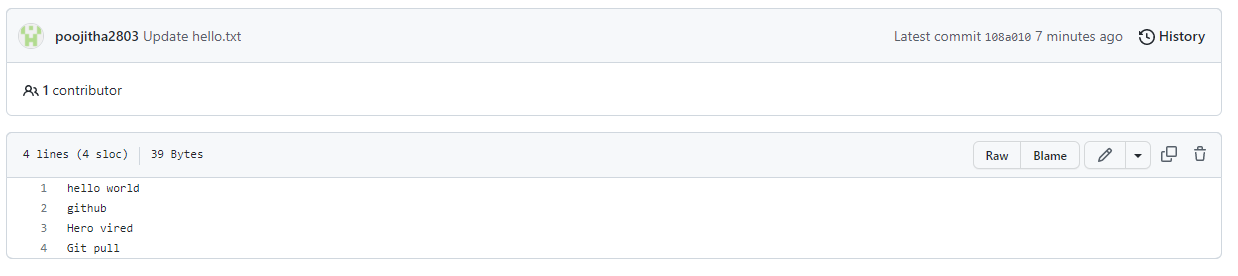 poojitha2803 Update hello.txt Latest commit 108a010 7 minutes ago History
1 contributor
4 lines (4 sloc) 39 Bytes Raw Blame
1 hello world
2 github
3 Hero vired
4 Git pull